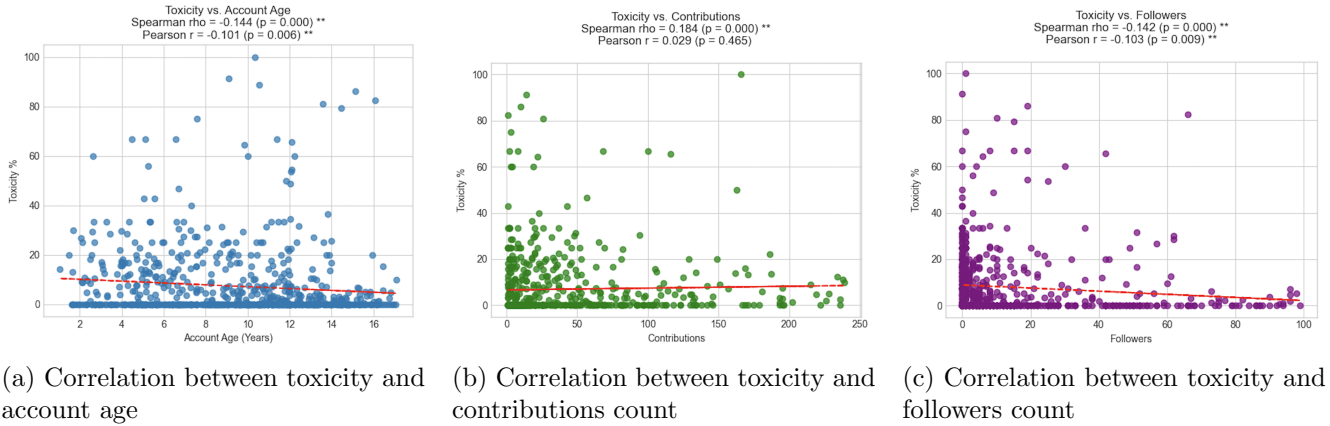 Toxicity vs. Account Age
Spearman rho = -0.144 (p = 0.000) **
Pearson r = -0.101 (p = 0.006) **
100
80
60
40
20
0
Toxicity %
2 4 6 8 10 12 14 16
Account Age (Years)
(a) Correlation between toxicity and
account age
Toxicity vs. Contributions
Spearman rho = 0.184 (p = 0.000) **
Pearson r = 0.029 (p = 0.465)
100
80
60
40
20
0
Toxicity %
0 50 100 150 200 250
Contributions
(b) Correlation between toxicity and
contributions count
Toxicity vs. Followers
Spearman rho = -0.142 (p = 0.000) **
Pearson r = -0.103 (p = 0.009) **
100
80
60
40
20
0
Toxicity %
0 20 40 60 80 100
Followers
(c) Correlation between toxicity and
followers count